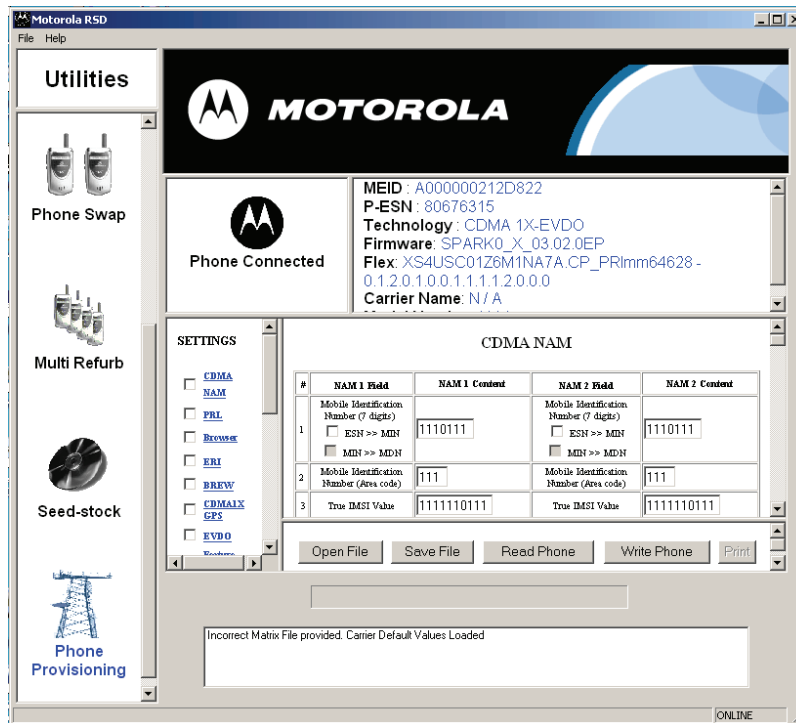 Motorola RSD
File Help
Utilities
Phone Swap
Multi Refurb
Seed-stock
Phone
Provisioning
MOTOROLA
Phone Connected
MEID : A000000212D822
P-ESN : 80676315
Technology : CDMA 1X-EVDO
Firmware: SPARK0_X_03.02.0EP
Flex: XS4USC01Z6M1NA7A.CP_PRImm64628 -
0.1.2.0.1.0.0.1.1.1.1.2.0.0.0
Carrier Name: N / A
SETTINGS
CDMA
NAM
PRL
Browser
ERI
BREW
CDMA1X
GPS
EVDO
CDMA NAM
# NAM 1 Field NAM 1 Content NAM 2 Field NAM 2 Content
Mobile Identification Mobile Identification
Number (7 digits) Number (7 digits)
1 ESN >> MIN 1110111 ESN >> MIN 1110111
MIN >> MDN MIN >> MDN
2 Mobile Identification 111 Mobile Identification 111
Number (Area code) Number (Area code)
3 True IMSI Value 1111110111 True IMSI Value 1111110111
Open File Save File Read Phone Write Phone Print
Incorrect Matrix File provided. Carrier Default Values Loaded
ONLINE